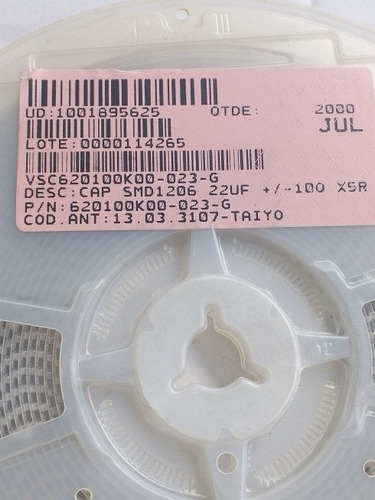 UD:1001895625 OTDE: 2000
JUL
LOTE:0000114265
VSC620100K00-023-G
DESC:CAP SMD1206 22UF +/-100 X5R
P/N:620100K00-023-G
COD.ANT:13.03.3107-TAIYO